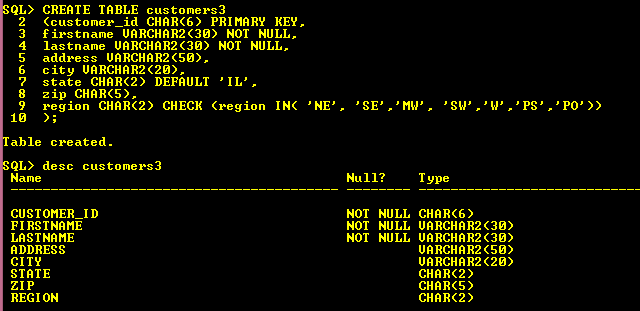 SQL> CREATE TABLE customers3
2 (customer_id CHAR(6) PRIMARY KEY,
3 firstname VARCHAR2(30) NOT NULL,
4 lastname VARCHAR2(30) NOT NULL,
5 address VARCHAR2(50),
6 city VARCHAR2(20),
7 state CHAR(2) DEFAULT 'IL',
8 zip CHAR(5),
9 region CHAR(2) CHECK (region IN( 'NE', 'SE','MW', 'SW','W','PS','PO'))
10 );
Table created.
SQL> desc customers3
Name Null? Type
----------------------------------------- -------- ----------------------------
CUSTOMER_ID NOT NULL CHAR(6)
FIRSTNAME NOT NULL VARCHAR2(30)
LASTNAME NOT NULL VARCHAR2(30)
ADDRESS VARCHAR2(50)
CITY VARCHAR2(20)
STATE CHAR(2)
ZIP CHAR(5)
REGION CHAR(2)